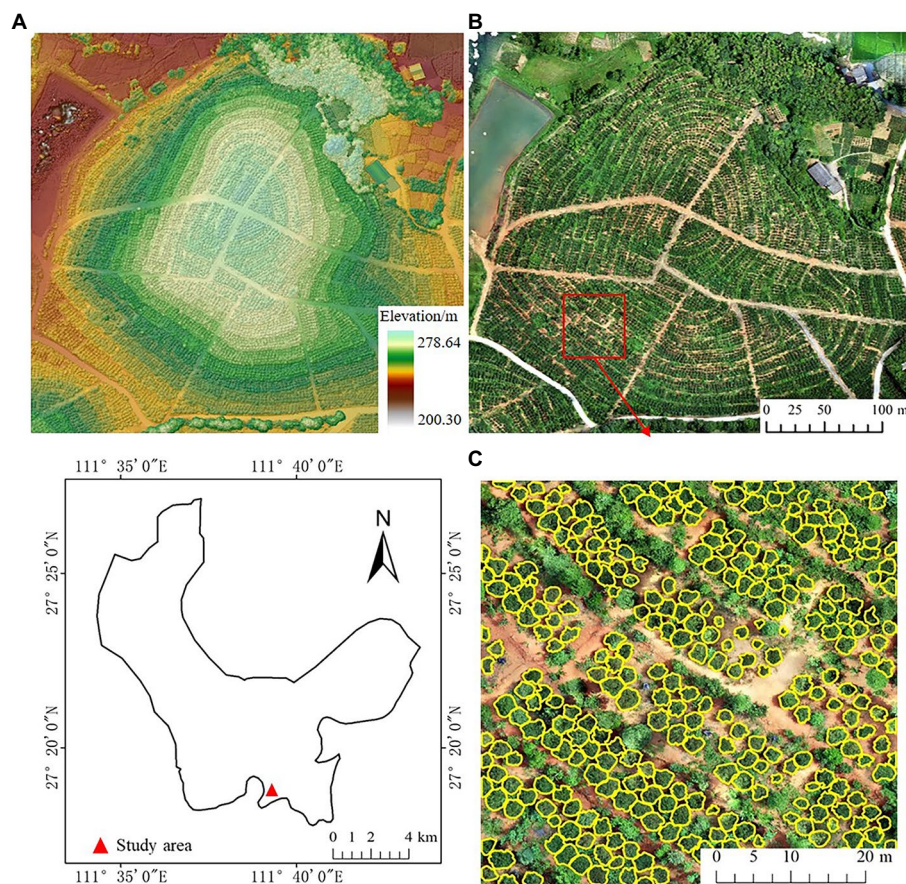 A
B
Elevation/m
278.64
200.30
0 25 50 100 m
111° 35′ 0″E 111° 40′ 0″E
27° 25′ 0″N
27° 20′ 0″N
N
Study area
0 1 2 4 km
27° 25′ 0″N
27° 20′ 0″N
111° 35′ 0″E 111° 40′ 0″E
C
0 5 10 20 m